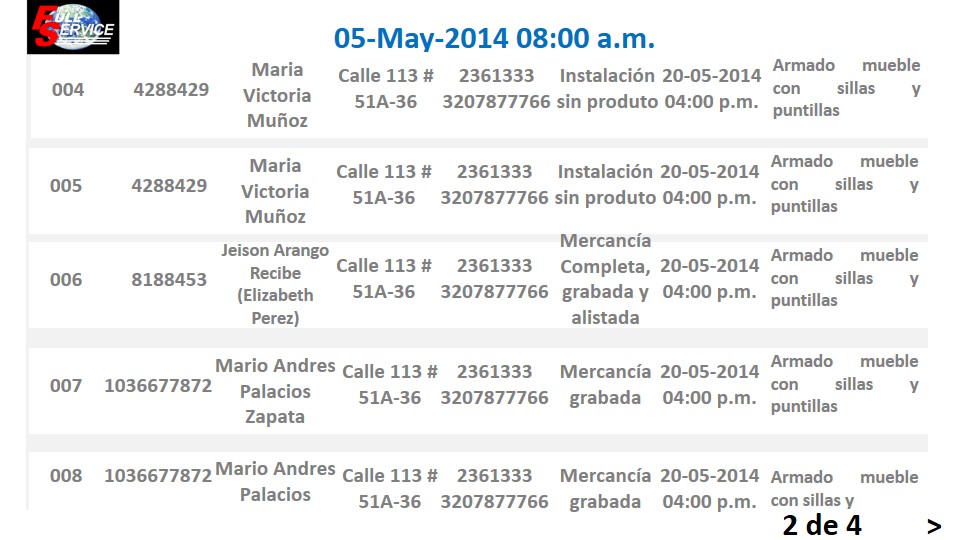 FULL
SERVICE
05-May-2014 08:00 a.m.
004 4288429 Maria Victoria Muñoz Calle 113 # 51A-36 2361333 3207877766 Instalación sin produto 20-05-2014 04:00 p.m. Armado mueble con sillas y puntillas
005 4288429 Maria Victoria Muñoz Calle 113 # 51A-36 2361333 3207877766 Instalación sin produto 20-05-2014 04:00 p.m. Armado mueble con sillas y puntillas
006 8188453 Jeison Arango Recibe (Elizabeth Perez) Calle 113 # 51A-36 2361333 3207877766 Mercancía Completa, grabada y alistada 20-05-2014 04:00 p.m. Armado mueble con sillas y puntillas
007 1036677872 Mario Andres Palacios Zapata Calle 113 # 51A-36 2361333 3207877766 Mercancía grabada 20-05-2014 04:00 p.m. Armado mueble con sillas y puntillas
008 1036677872 Mario Andres Palacios Calle 113 # 51A-36 2361333 3207877766 Mercancía grabada 20-05-2014 04:00 p.m. Armado mueble con sillas y
2 de 4 >